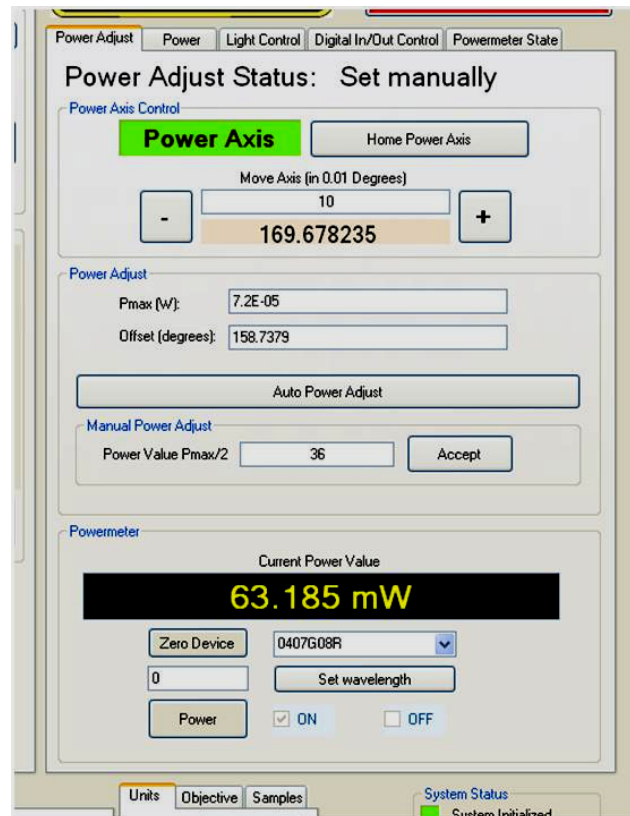 Power Adjust Power Light Control Digital In/Out Control Powermeter State
Power Adjust Status: Set manually
Power Axis Control
Power Axis Home Power Axis
Move Axis (in 0.01 Degrees)
- 10 +
169.678235
Power Adjust
Pmax (W): 7.2E-05
Offset (degrees): 158.7379
Auto Power Adjust
Manual Power Adjust
Power Value Pmax/2 36 Accept
Powermeter
Current Power Value
63.185 mW
Zero Device 0407G08R
0 Set wavelength
Power ON OFF
Units Objective Samples System Status
System Initialized